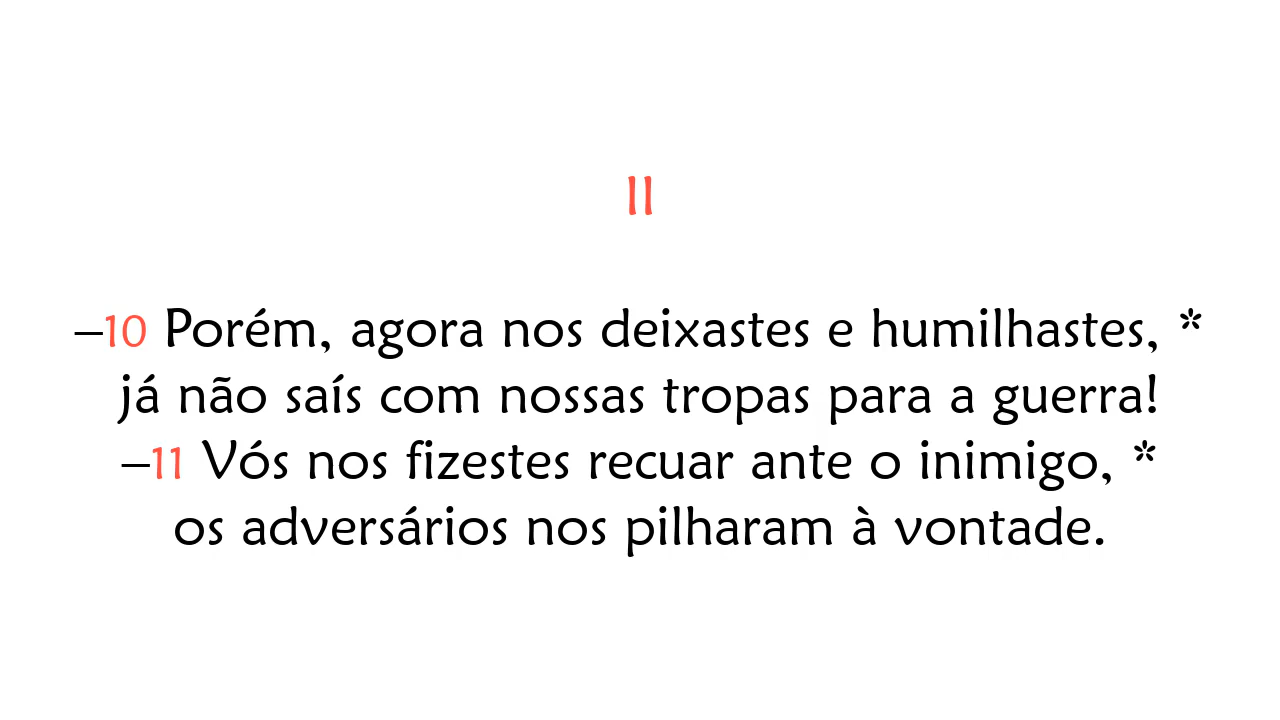 II
–10 Porém, agora nos deixastes e humilhastes, *
já não saís com nossas tropas para a guerra!
–11 Vós nos fizestes recuar ante o inimigo, *
os adversários nos pilharam à vontade.